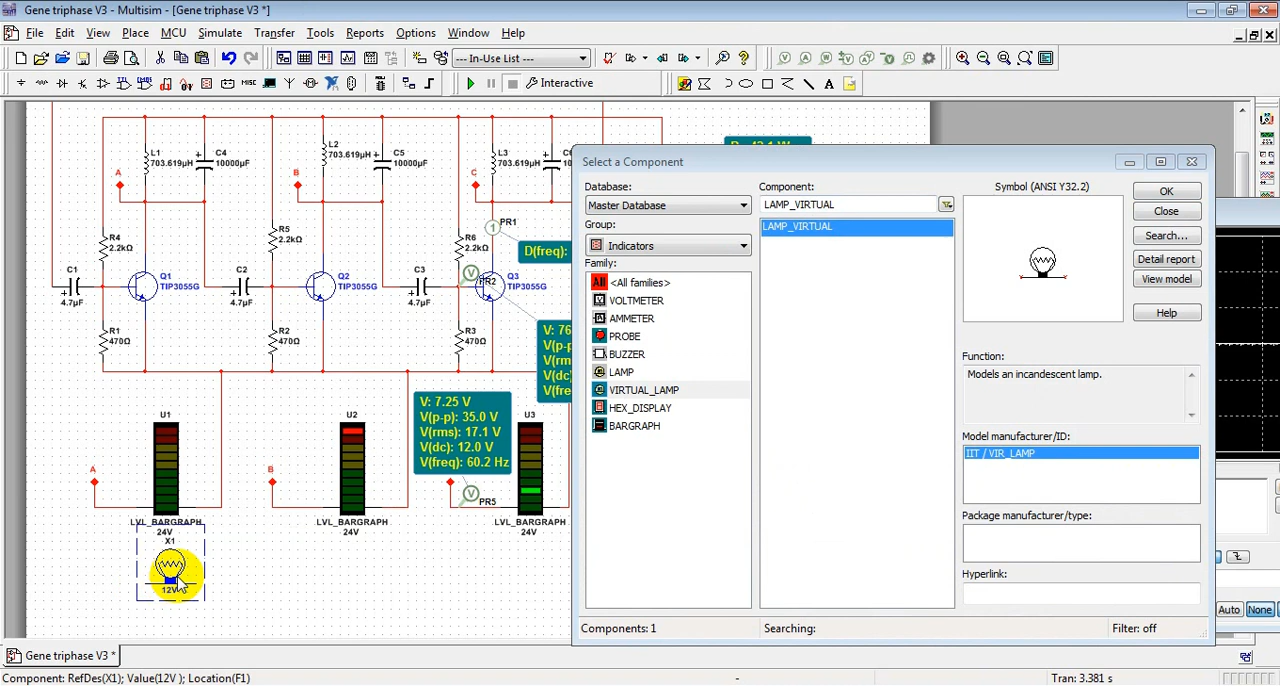 Gene triphase V3 - Multisim - [Gene triphase V3 *]
File Edit View Place MCU Simulate Transfer Tools Reports Options Window Help
--- In-Use List ---
Interactive
MISC
A
B
C
L1
703.619µH
C4
10000µF
L2
703.619µH
C5
10000µF
L3
703.619µH
C6
10000µF
R4
2.2kΩ
R5
2.2kΩ
R6
2.2kΩ
PR1
D(freq):
C1
4.7µF
Q1
TIP3055G
C2
4.7µF
Q2
TIP3055G
C3
4.7µF
PR2
Q3
TIP3055G
R1
470Ω
R2
470Ω
R3
470Ω
V: 76
V(p-p
V(rms
V(dc)
V(fre
U1
U2
U3
V: 7.25 V
V(p-p): 35.0 V
V(rms): 17.1 V
V(dc): 12.0 V
V(freq): 60.2 Hz
A
B
PR5
LVL_BARGRAPH
24V
LVL_BARGRAPH
24V
LVL_BARGRAPH
24V
X1
12V
Select a Component
Database:
Master Database
Group:
Indicators
Family:
All <All families>
VOLTMETER
AMMETER
PROBE
BUZZER
LAMP
VIRTUAL_LAMP
HEX_DISPLAY
BARGRAPH
Component:
LAMP_VIRTUAL
LAMP_VIRTUAL
Symbol (ANSI Y32.2)
OK
Close
Search...
Detail report
View model
Help
Function:
Models an incandescent lamp.
Model manufacturer/ID:
IIT / VIR_LAMP
Package manufacturer/type:
Hyperlink:
Components: 1
Searching:
Filter: off
Auto
None
Gene triphase V3 *
Component: RefDes(X1); Value(12V ); Location(F1)
-
Tran: 3.381 s